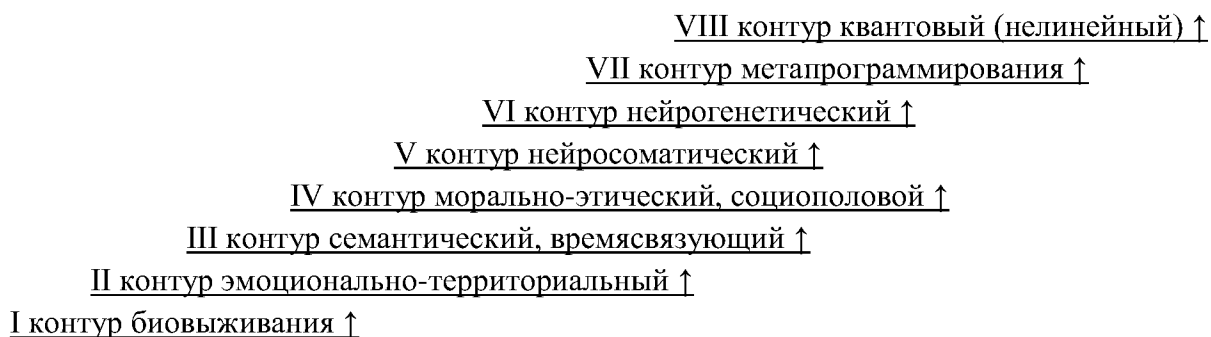 VIII контур квантовый (нелинейный) ↑
VII контур метапрограммирования ↑
VI контур нейрогенетический ↑
V контур нейросоматический ↑
IV контур морально-этический, социополовой ↑
III контур семантический, времясвязующий ↑
II контур эмоционально-территориальный ↑
I контур биовыживания ↑